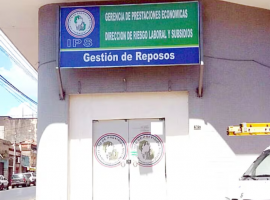 GERENCIA DE PRESTACIONES ECONOMICAS
DIRECCION DE RIESGO LABORAL Y SUBSIDIOS
IPS
Gestión de Reposos